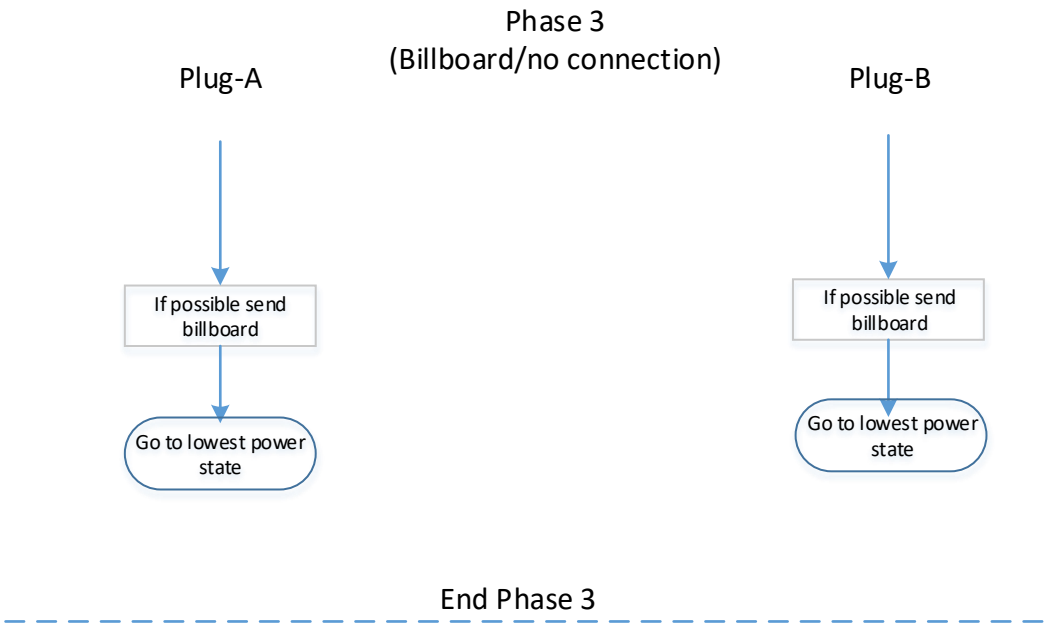 Phase 3
(Billboard/no connection)
Plug-A
Plug-B
If possible send
billboard
If possible send
billboard
Go to lowest power
state
Go to lowest power
state
End Phase 3